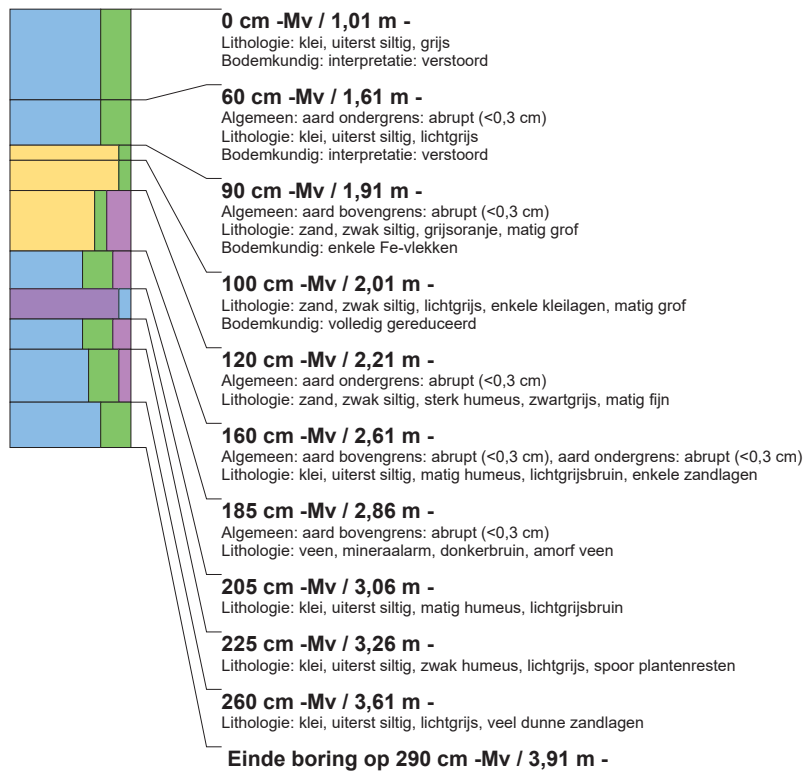 0 cm -Mv / 1,01 m -
Lithologie: klei, uiterst siltig, grijs
Bodemkundig: interpretatie: verstoord
60 cm -Mv / 1,61 m -
Algemeen: aard ondergrens: abrupt (<0,3 cm)
Lithologie: klei, uiterst siltig, lichtgrijs
Bodemkundig: interpretatie: verstoord
90 cm -Mv / 1,91 m -
Algemeen: aard bovengrens: abrupt (<0,3 cm)
Lithologie: zand, zwak siltig, grijsoranje, matig grof
Bodemkundig: enkele Fe-vlekken
100 cm -Mv / 2,01 m -
Lithologie: zand, zwak siltig, lichtgrijs, enkele kleilagen, matig grof
Bodemkundig: volledig gereduceerd
120 cm -Mv / 2,21 m -
Algemeen: aard ondergrens: abrupt (<0,3 cm)
Lithologie: zand, zwak siltig, sterk humeus, zwartgrijs, matig fijn
160 cm -Mv / 2,61 m -
Algemeen: aard bovengrens: abrupt (<0,3 cm), aard ondergrens: abrupt (<0,3 cm)
Lithologie: klei, uiterst siltig, matig humeus, lichtgrijsbruin, enkele zandlagen
185 cm -Mv / 2,86 m -
Algemeen: aard bovengrens: abrupt (<0,3 cm)
Lithologie: veen, mineraalarm, donkerbruin, amorf veen
205 cm -Mv / 3,06 m -
Lithologie: klei, uiterst siltig, matig humeus, lichtgrijsbruin
225 cm -Mv / 3,26 m -
Lithologie: klei, uiterst siltig, zwak humeus, lichtgrijs, spoor plantenresten
260 cm -Mv / 3,61 m -
Lithologie: klei, uiterst siltig, lichtgrijs, veel dunne zandlagen
Einde boring op 290 cm -Mv / 3,91 m -